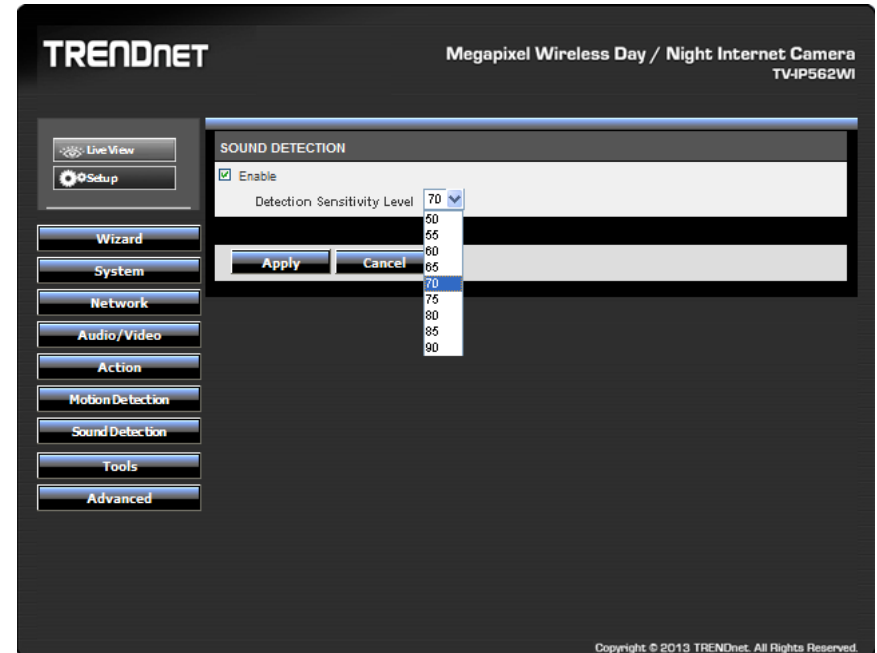 TRENDnet
Megapixel Wireless Day / Night Internet Camera
TV-IP562WI
Live View
Setup
Wizard
System
Network
Audio/Video
Action
Motion Detection
Sound Detection
Tools
Advanced
SOUND DETECTION
Enable
Detection Sensitivity Level 70
50
55
60
65
70
75
80
85
90
Apply Cancel
Copyright © 2013 TRENDnet. All Rights Reserved.